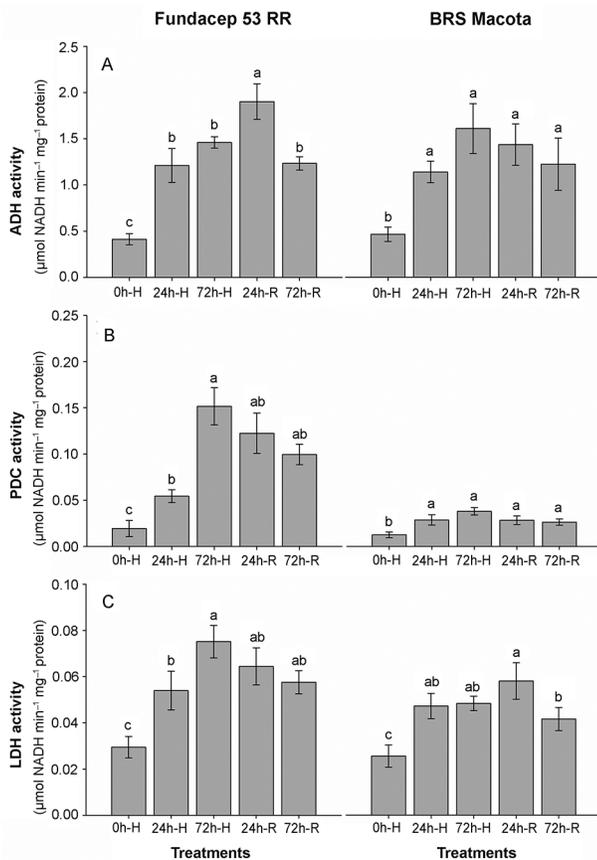 Fundacep 53 RR BRS Macota
A
ADH activity
(µmol NADH min⁻¹ mg⁻¹ protein)
2.5
2.0
1.5
1.0
0.5
0.0
c b b a b
b a a a a
0h-H 24h-H 72h-H 24h-R 72h-R 0h-H 24h-H 72h-H 24h-R 72h-R
B
PDC activity
(µmol NADH min⁻¹ mg⁻¹ protein)
0.25
0.20
0.15
0.10
0.05
0.00
c b a ab ab
b a a a a
0h-H 24h-H 72h-H 24h-R 72h-R 0h-H 24h-H 72h-H 24h-R 72h-R
C
LDH activity
(µmol NADH min⁻¹ mg⁻¹ protein)
0.10
0.08
0.06
0.04
0.02
0.00
c b a ab ab
c ab ab a b
0h-H 24h-H 72h-H 24h-R 72h-R 0h-H 24h-H 72h-H 24h-R 72h-R
Treatments Treatments